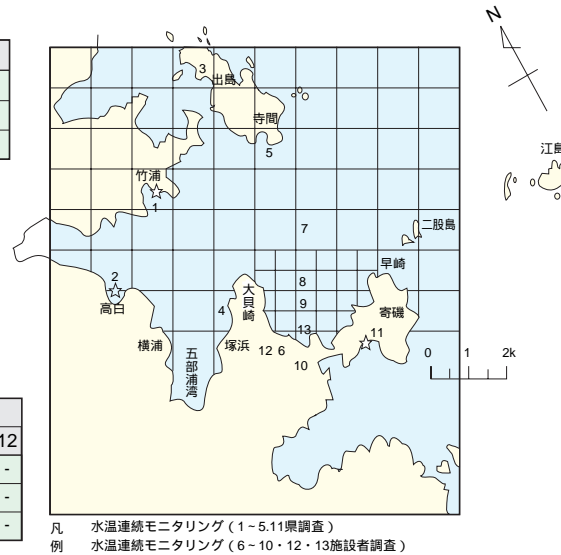 N
3
出島
寺間
5
江島
竹浦
1
7
二股島
早崎
2
高白
大貝崎
8
9
13
4
寄磯
11
横浦
五部浦湾
塚浜
12 6
10
0 1 2k
12
-
-
-
凡 水温連続モニタリング(1~5.11県調査)
例 水温連続モニタリング(6~10・12・13施設者調査)